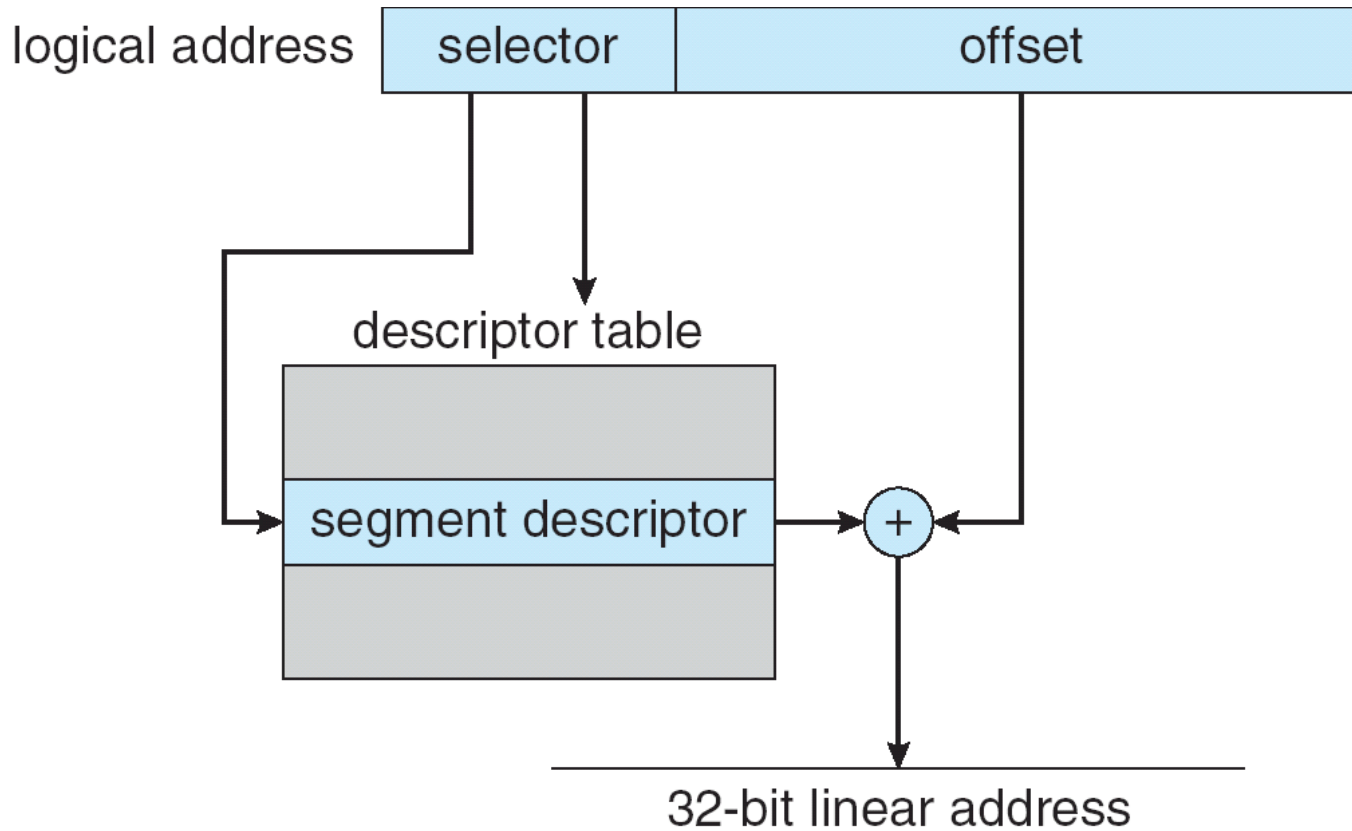 logical address selector offset
descriptor table
segment descriptor +
32-bit linear address